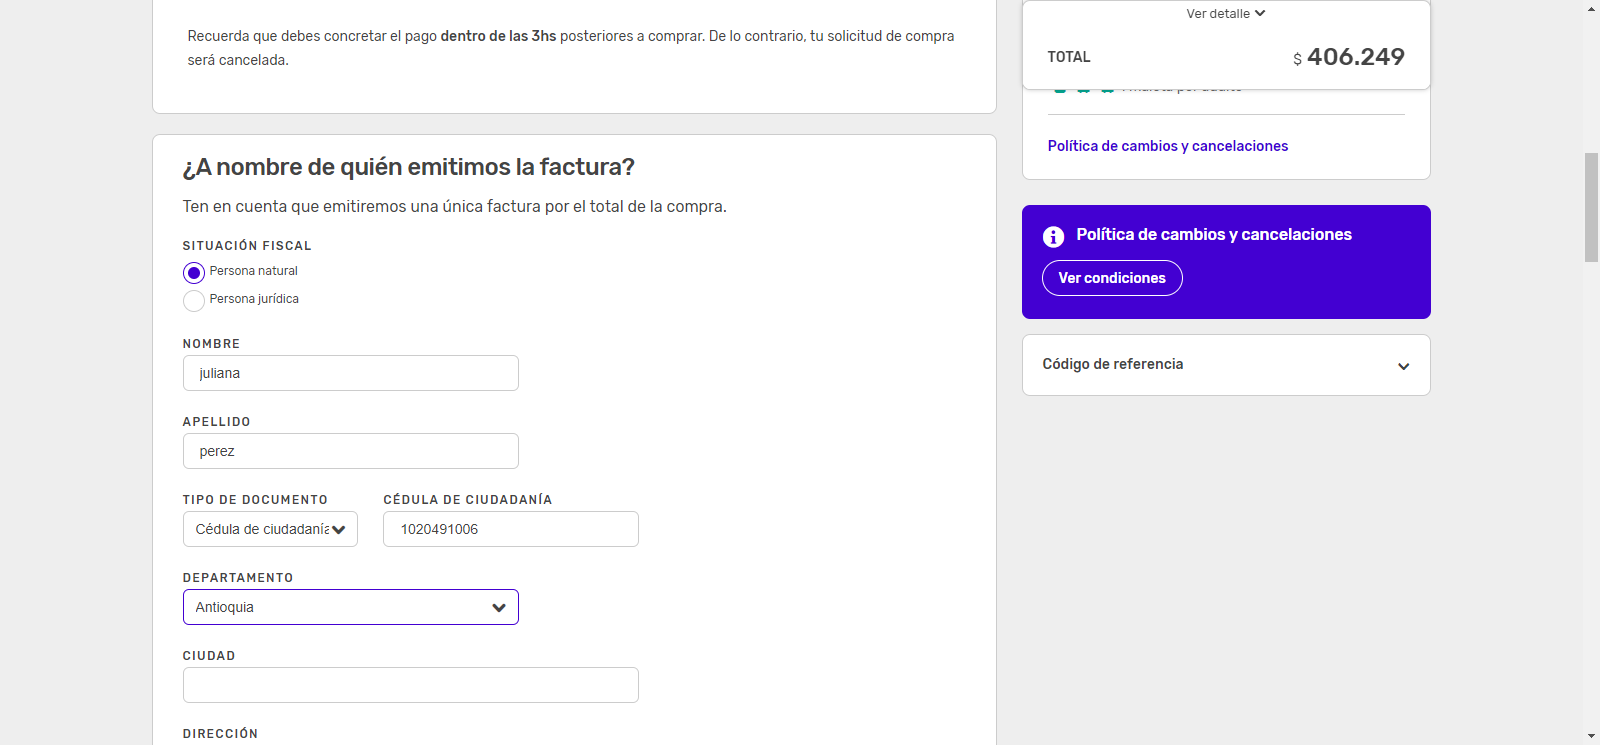 Recuerda que debes concretar el pago dentro de las 3hs posteriores a comprar. De lo contrario, tu solicitud de compra
será cancelada.
¿A nombre de quién emitimos la factura?
Ten en cuenta que emitiremos una única factura por el total de la compra.
SITUACIÓN FISCAL
Persona natural
Persona jurídica
NOMBRE
juliana
APELLIDO
perez
TIPO DE DOCUMENTO CÉDULA DE CIUDADANÍA
Cédula de ciudadanía 1020491006
DEPARTAMENTO
Antioquia
CIUDAD
DIRECCIÓN
Ver detalle
TOTAL $ 406.249
Política de cambios y cancelaciones
Política de cambios y cancelaciones
Ver condiciones
Código de referencia